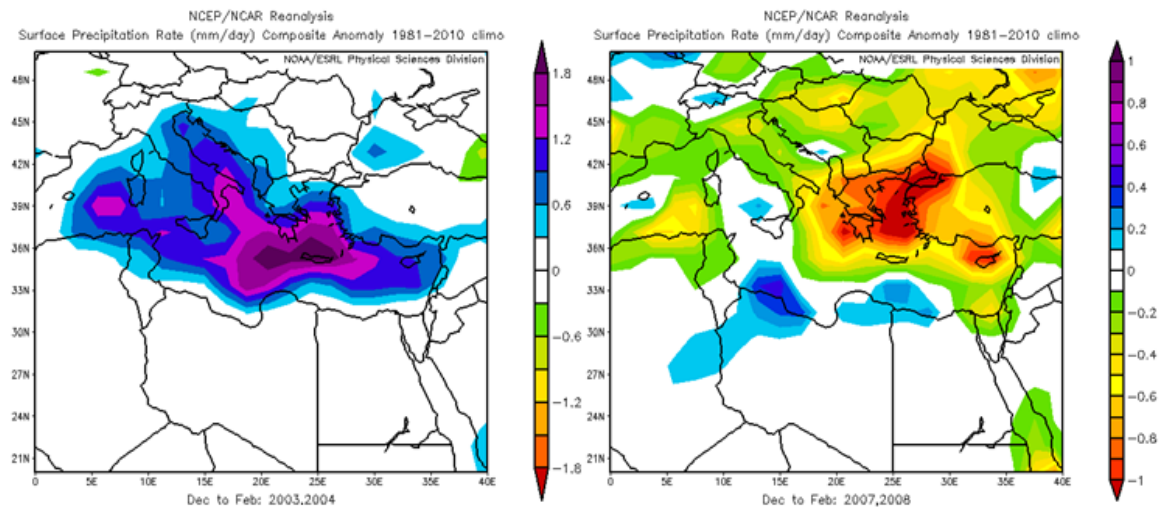 NCEP/NCAR Reanalysis
Surface Precipitation Rate (mm/day) Composite Anomaly 1981-2010 climo
NOAA/ESRL Physical Sciences Division
48N
45N
42N
39N
36N
33N
30N
27N
24N
21N
0
5E
10E
15E
20E
25E
30E
35E
40E
1.8
1.2
0.6
0
-0.6
-1.2
-1.8
Dec to Feb: 2003,2004
NCEP/NCAR Reanalysis
Surface Precipitation Rate (mm/day) Composite Anomaly 1981-2010 climo
NOAA/ESRL Physical Sciences Division
48N
45N
42N
39N
36N
33N
30N
27N
24N
21N
0
5E
10E
15E
20E
25E
30E
35E
40E
1
0.8
0.6
0.4
0.2
0
-0.2
-0.4
-0.6
-0.8
-1
Dec to Feb: 2007,2008